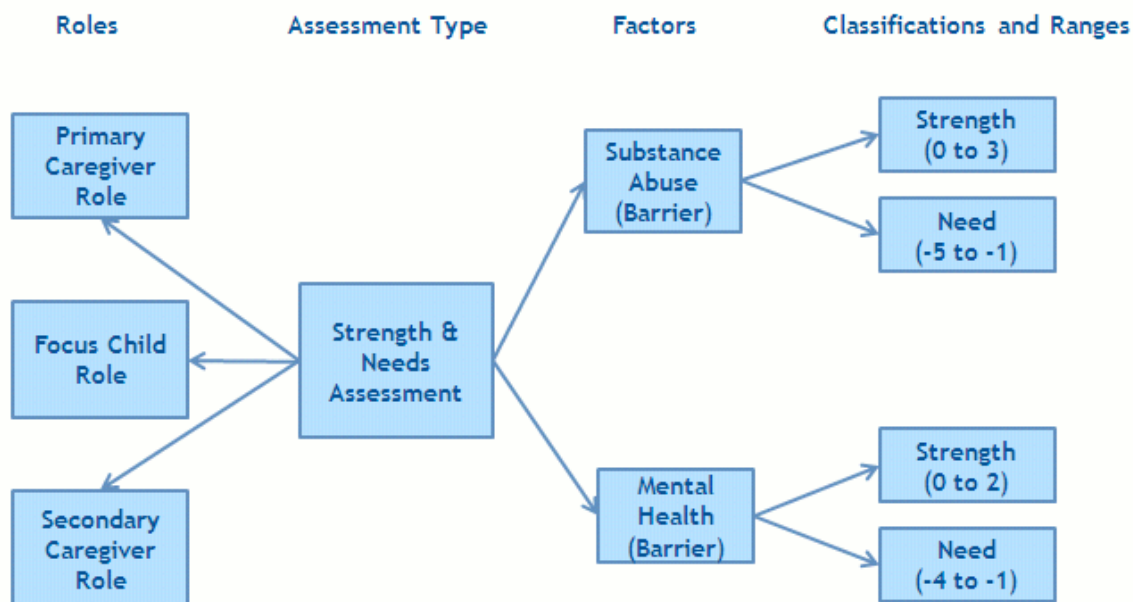 Roles
Assessment Type
Factors
Classifications and Ranges
Primary
Caregiver
Role
Focus Child
Role
Secondary
Caregiver
Role
Strength &
Needs
Assessment
Substance
Abuse
(Barrier)
Mental
Health
(Barrier)
Strength
(0 to 3)
Need
(-5 to -1)
Strength
(0 to 2)
Need
(-4 to -1)